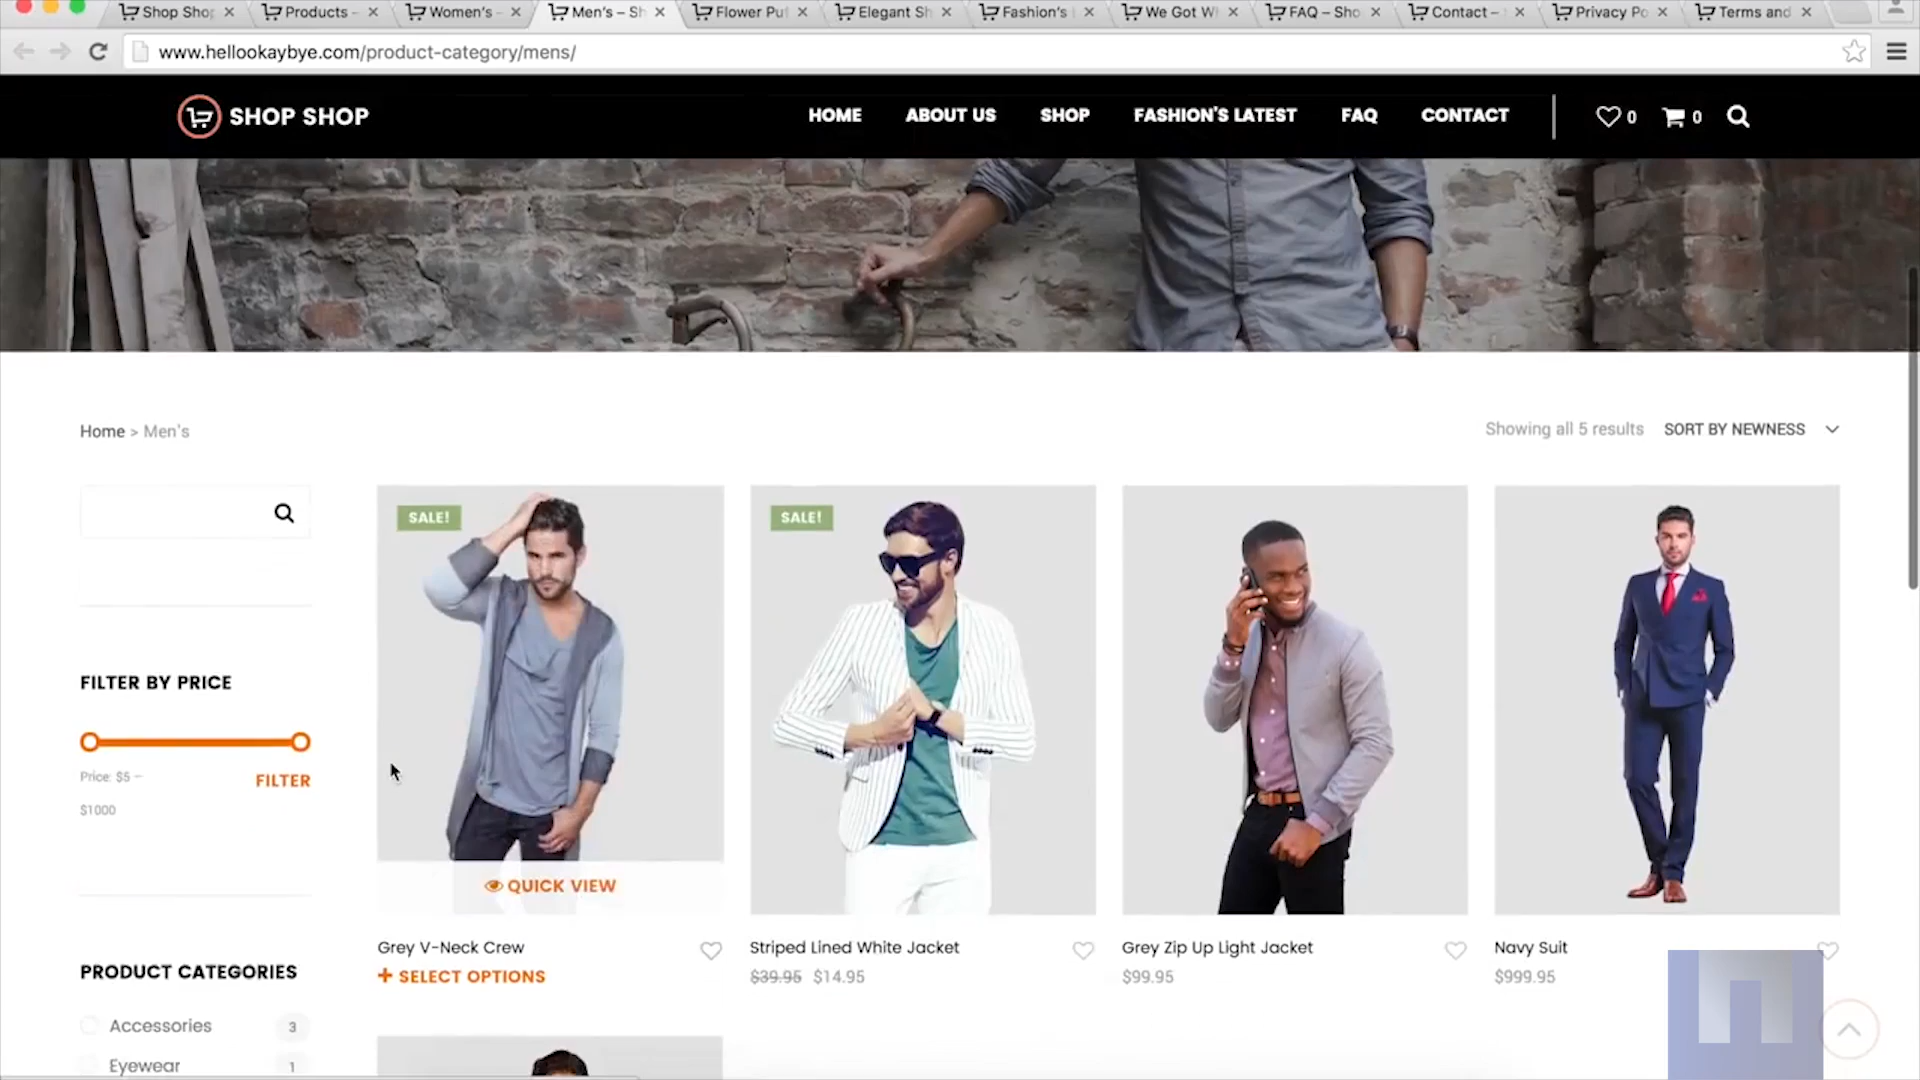 Shop Shop
Products -
Women's -
Men's – Sh
Flower Pu
Elegant Sh
Fashion's
We Got W
FAQ – Sho
Contact –
Privacy Po
Terms and
www.hellookaybye.com/product-category/mens/
SHOP SHOP
HOME
ABOUT US
SHOP
FASHION'S LATEST
FAQ
CONTACT
0
0
Home > Men's
Showing all 5 results
SORT BY NEWNESS
SALE!
SALE!
FILTER BY PRICE
Price: $5 –
$1000
FILTER
QUICK VIEW
Grey V-Neck Crew
+ SELECT OPTIONS
Striped Lined White Jacket
$39.95 $14.95
Grey Zip Up Light Jacket
$99.95
Navy Suit
$999.95
PRODUCT CATEGORIES
Accessories 3
Eyewear 1